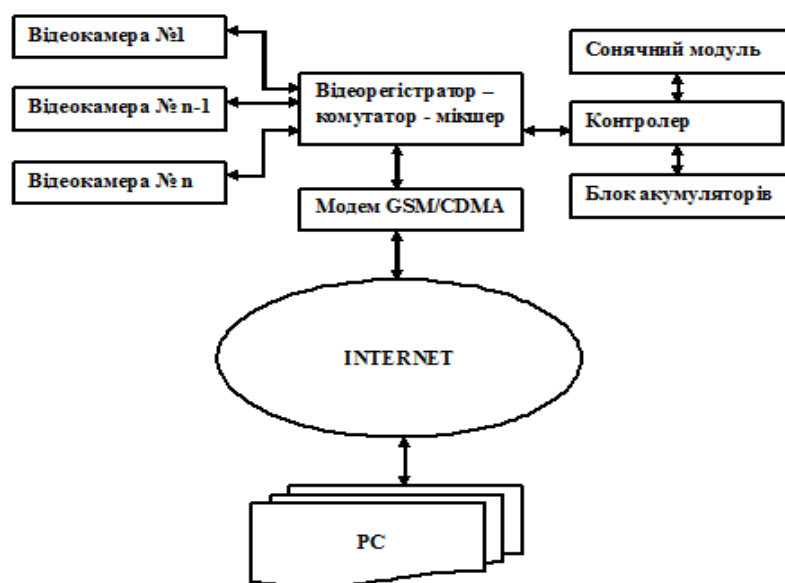 Відеокамера №1
Відеокамера № n-1
Відеокамера № n
Відеорегістратор –
комутатор - мікшер
Модем GSM/CDMA
Сонячний модуль
Контролер
Блок акумуляторів
INTERNET
PC